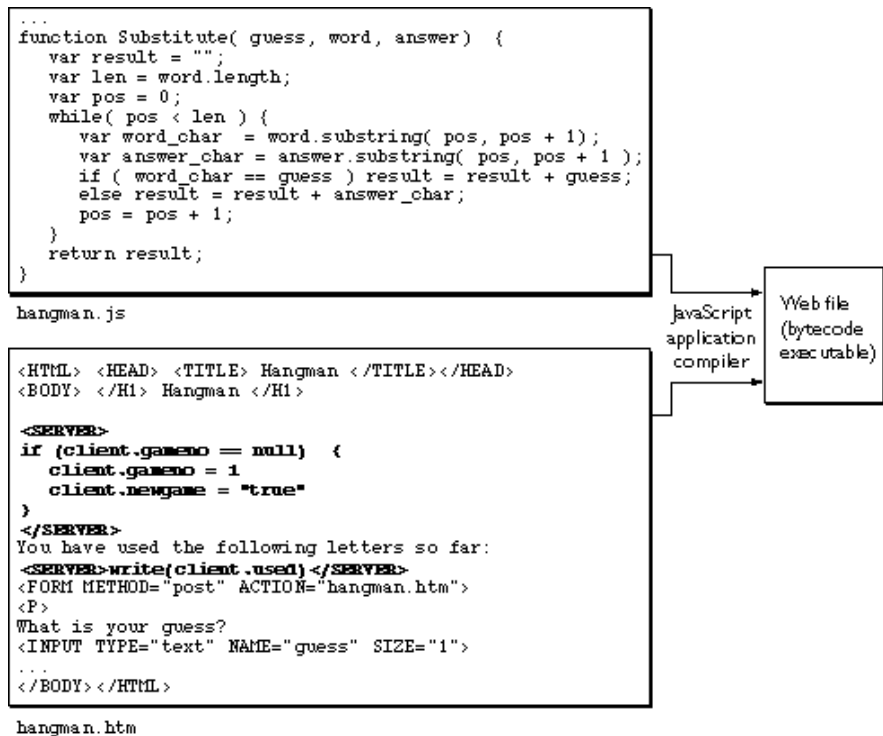 ...
function Substitute( guess, word, answer)  {
   var result = "";
   var len = word.length;
   var pos = 0;
   while( pos < len ) {
      var word_char  = word.substring( pos, pos + 1);
      var answer_char = answer.substring( pos, pos + 1 );
      if ( word_char == guess ) result = result + guess;
      else result = result + answer_char;
      pos = pos + 1;
   }
   return result;
}
hangman.js
<HTML> <HEAD> <TITLE> Hangman </TITLE></HEAD>
<BODY> </H1> Hangman </H1>
<SERVER>
if (client.gameno == null)  {
   client.gameno = 1
   client.newgame = "true"
}
</SERVER>
You have used the following letters so far:
<SERVER>write(client.used)</SERVER>
<FORM METHOD="post" ACTION="hangman.htm">
<P>
What is your guess?
<INPUT TYPE="text" NAME="guess" SIZE="1">
...
</BODY></HTML>
hangman.htm
JavaScript
application
compiler
Web file
(bytecode
executable)